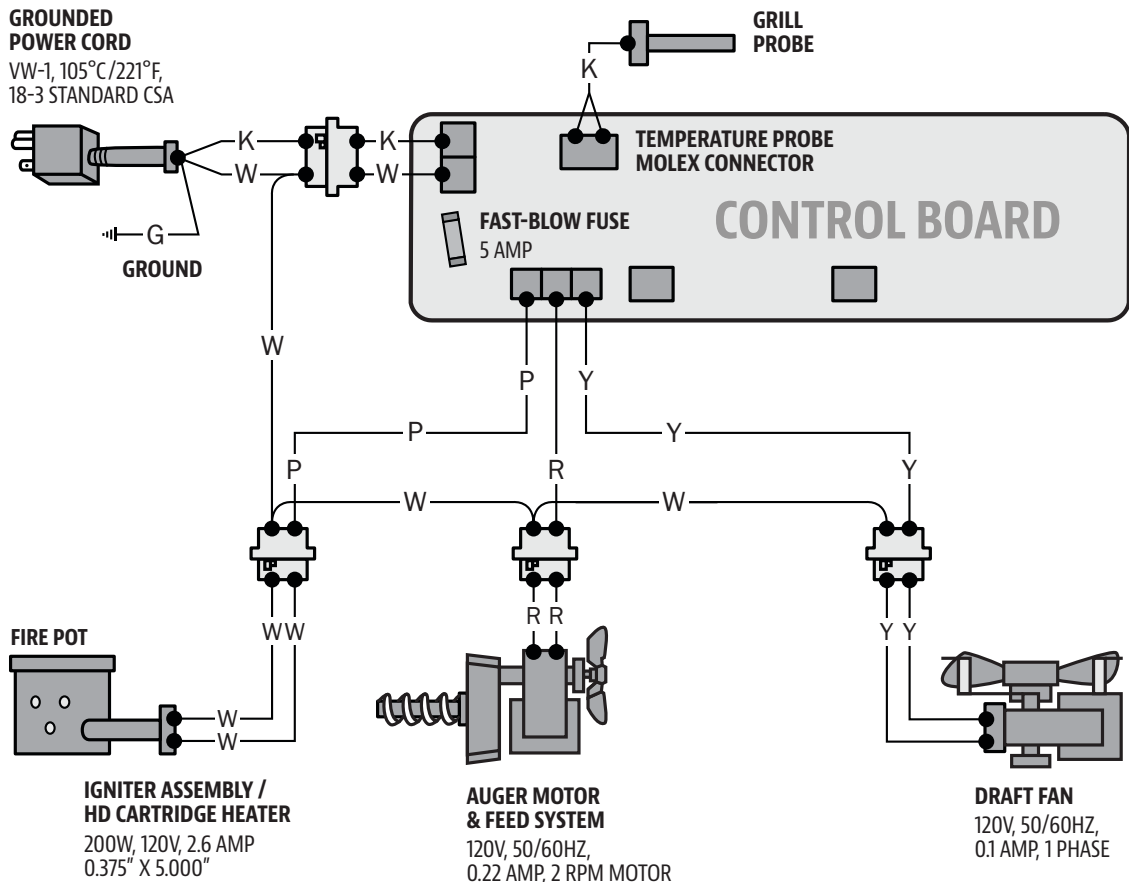 GROUNDED
POWER CORD
VW-1, 105°C/221°F,
18-3 STANDARD CSA
GRILL
PROBE
K
TEMPERATURE PROBE
MOLEX CONNECTOR
K
K
W
W
CONTROL BOARD
FAST-BLOW FUSE
5 AMP
G
GROUND
W
P
Y
P
Y
P
R
Y
W
W
W W
R R
Y Y
FIRE POT
W
W
IGNITER ASSEMBLY /
HD CARTRIDGE HEATER
200W, 120V, 2.6 AMP
0.375" X 5.000"
AUGER MOTOR
& FEED SYSTEM
120V, 50/60HZ,
0.22 AMP, 2 RPM MOTOR
DRAFT FAN
120V, 50/60HZ,
0.1 AMP, 1 PHASE